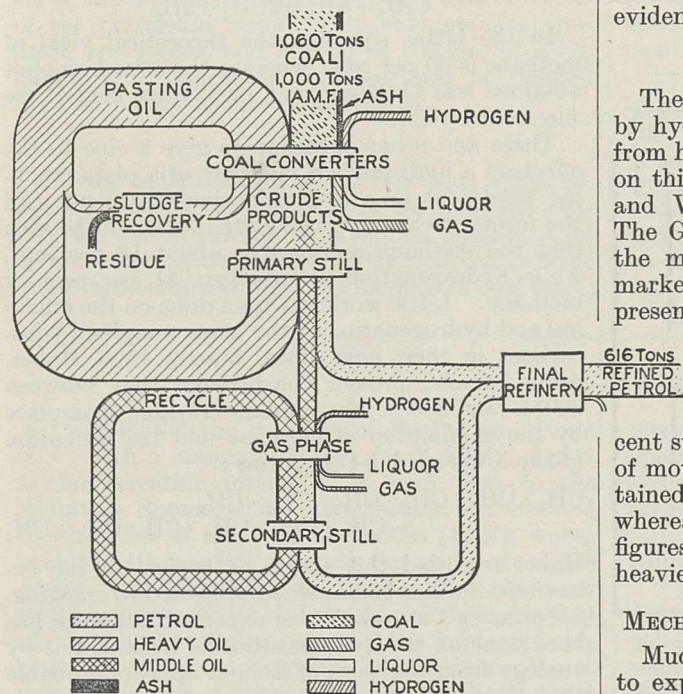 1,060 TONS
COAL
1,000 TONS
A.M.F.
ASH
HYDROGEN
PASTING
OIL
COAL CONVERTERS
SLUDGE
RECOVERY
CRUDE
PRODUCTS
LIQUOR
GAS
RESIDUE
PRIMARY STILL
FINAL
REFINERY
616 TONS
REFINED
PETROL
RECYCLE
HYDROGEN
GAS PHASE
LIQUOR
GAS
SECONDARY STILL
PETROL
HEAVY OIL
MIDDLE OIL
ASH
COAL
GAS
LIQUOR
HYDROGEN
eviden
The
by hy
from h
on thi
and V
The G
the m
marke
presen
cent s
of mo
tained
wherea
figures
heavie
MECH
Muc
to exp